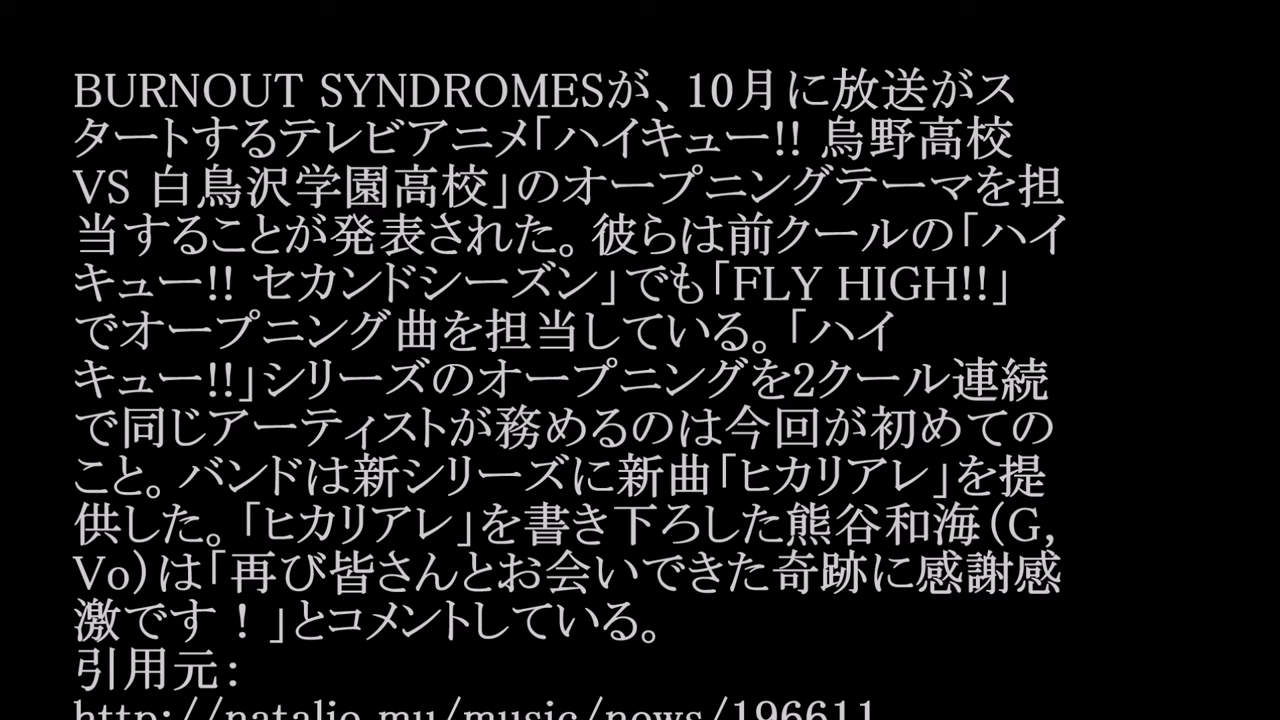 BURNOUT SYNDROMESが、10月に放送がス
タートするテレビアニメ「ハイキュー!! 烏野高校
VS 白鳥沢学園高校」のオープニングテーマを担
当することが発表された。彼らは前クールの「ハイ
キュー!! セカンドシーズン」でも「FLY HIGH!!」
でオープニング曲を担当している。「ハイ
キュー!!」シリーズのオープニングを2クール連続
で同じアーティストが務めるのは今回が初めての
こと。バンドは新シリーズに新曲「ヒカリアレ」を提
供した。「ヒカリアレ」を書き下ろした熊谷和海（G,
Vo）は「再び皆さんとお会いできた奇跡に感謝感
激です！」とコメントしている。
引用元：
http://natalie.mu/music/news/196611